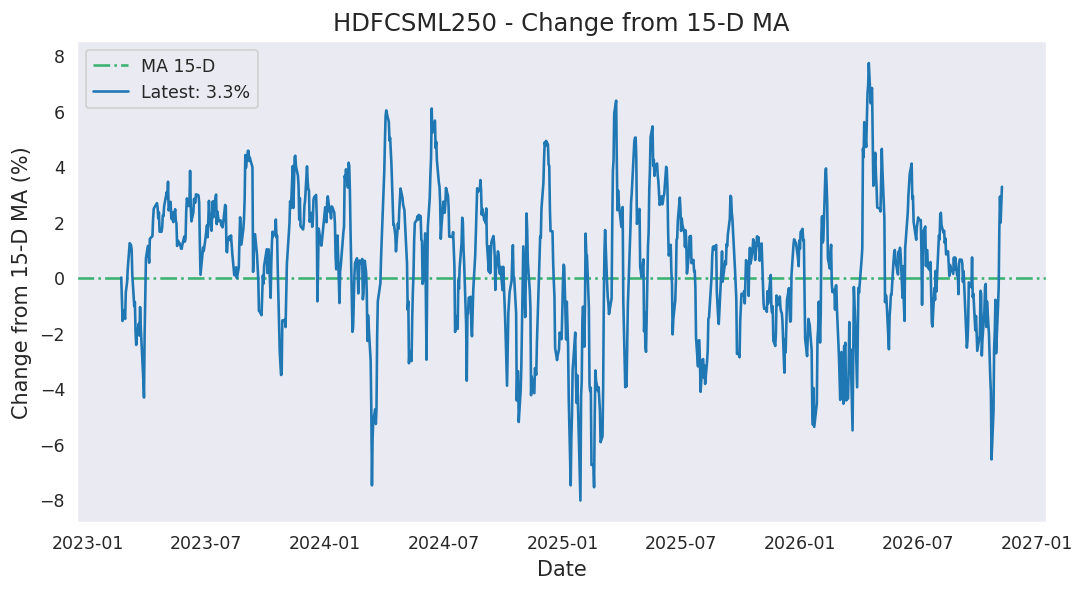 HDFCSML250 - Change from 15-D MA
MA 15-D
Latest: 3.3%
Change from 15-D MA (%)
8
6
4
2
0
−2
−4
−6
−8
2023-01 2023-07 2024-01 2024-07 2025-01 2025-07 2026-01 2026-07 2027-01
Date